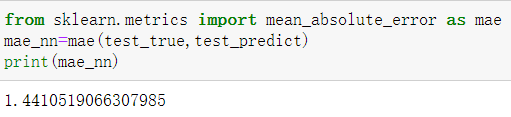 from sklearn.metrics import mean_absolute_error as mae
mae_nn=mae(test_true,test_predict)
print(mae_nn)
1.4410519066307985